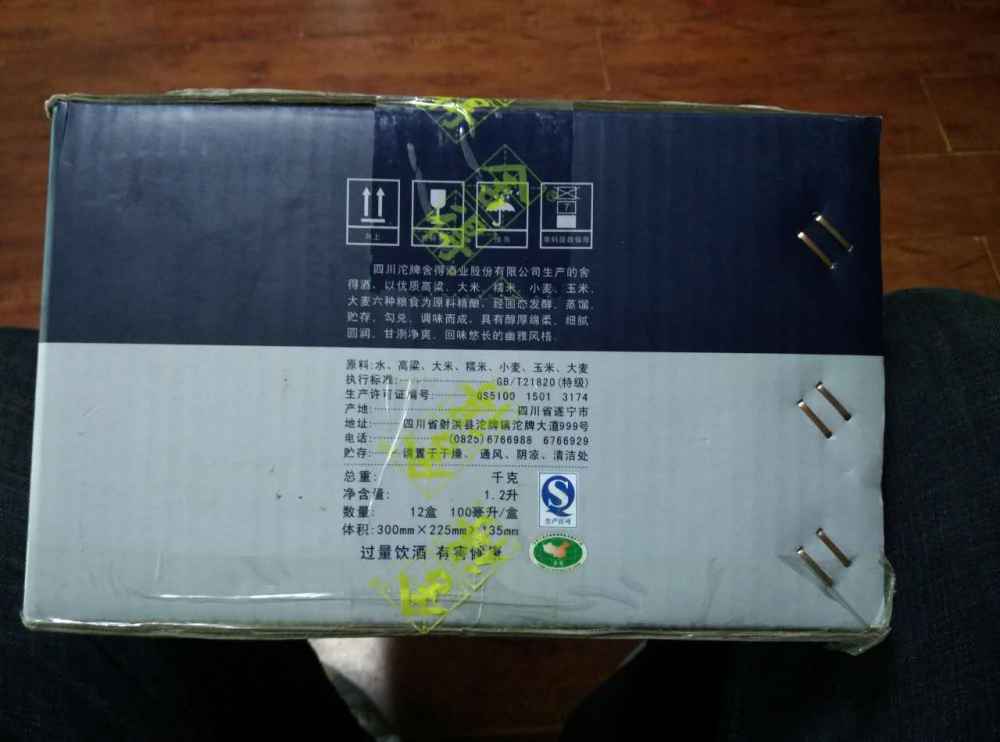 向上
四川沱牌舍得酒业股份有限公司生产的舍
得酒、以优质高粱、大米、糯米、小麦、玉米、
大麦六种粮食为原料精酿、经固态发酵、蒸馏、
贮存、勾兑、调味而成。具有醇厚绵柔、细腻
圆润、甘洌净爽、回味悠长的幽雅风格。
原料:水、高粱、大米、糯米、小麦、玉米、大麦
执行标准: GB/T21820(特级)
生产许可证编号: QS5100 1501 3174
产地: 四川省遂宁市
地址: 四川省射洪县沱牌镇沱牌大道999号
电话: (0825)6766988 6766929
贮存: 请置于干燥、通风、阴凉、清洁处
总重: 千克
净含量: 1.2升
数量: 12盒 100毫升/盒
体积:300mm×225mm×135mm
过量饮酒 有害健康
生产许可